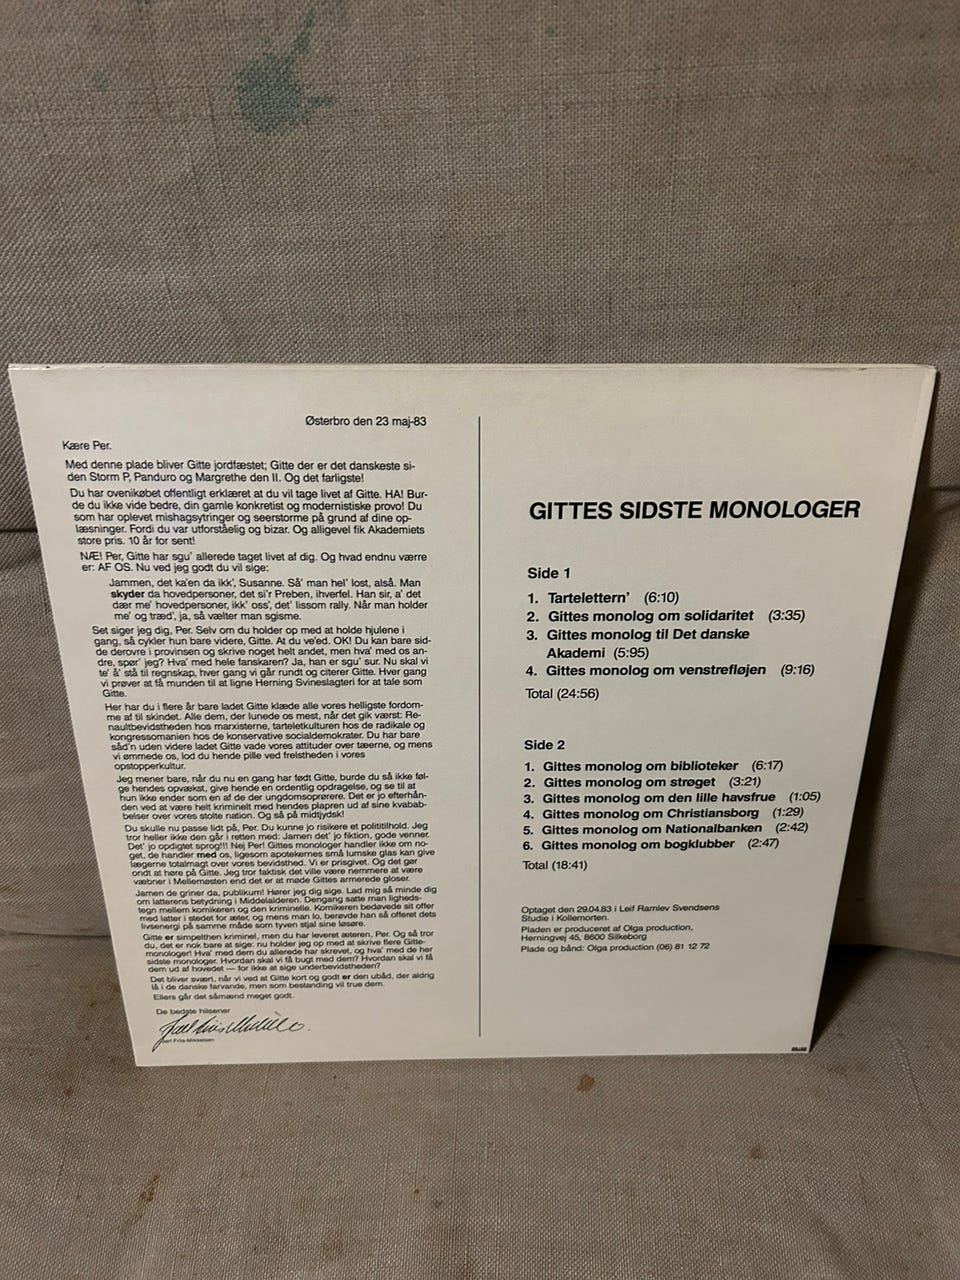 Østerbro den 23 maj-83
Kære Per.
Med denne plade bliver Gitte jordfæstet; Gitte der er det danskeste si-
den Storm P, Panduro og Margrethe den II. Og det farligste!
Du har ovenikøbet offentligt erklæret at du vil tage livet af Gitte. HA! Bur-
de du ikke vide bedre, din gamle konkretist og modernistiske provo! Du
som har oplevet mishagsytringer og seerstorme på grund af dine op-
læsninger. Fordi du var utforståelig og bizar. Og alligevel fik Akademiets
store pris. 10 år for sent!
NÆ! Per, Gitte har sgu' allerede taget livet af dig. Og hvad endnu værre
er: AF OS. Nu ved jeg godt du vil sige:
Jammen, det ka'en da ikk', Susanne. Så' man hel' lost, alså. Man
skyder da hovedpersoner, det si'r Preben, ihverfel. Han sir, a' det
dær me' hovedpersoner, ikk' oss', det' lissom rally. Når man holder
me' og træd', ja, så vælter man sgisme.
Set siger jeg dig, Per. Selv om du holder op med at holde hjulene i
gang, så cykler hun bare videre, Gitte. At du ve'ed. OK! Du kan bare sid-
de derovre i provinsen og skrive noget helt andet, men hva' med os an-
dre, spør' jeg? Hva' med hele fanskaren? Ja, han er sgu' sur. Nu skal vi
te' å' stå til regnskap, hver gang vi går rundt og citerer Gitte. Hver gang
vi prøver at få munden til at ligne Herning Svineslagteri for at tale som
Gitte.
Her har du i flere år bare ladet Gitte klæde alle vores helligste fordom-
me af til skindet. Alle dem, der lunede os mest, når det gik værst: Re-
naultbevidstheden hos marxisterne, tarteletkulturen hos de radikale og
kongressomanien hos de konservative socialdemokrater. Du har bare
såd'n uden videre ladet Gitte vade vores attituder over tæerne, og mens
vi ømmede os, lod du hende pille ved frelstheden i vores
opstopperkultur.
Jeg mener bare, når du nu en gang har født Gitte, burde du så ikke føl-
ge hendes opvækst, give hende en ordentlig opdragelse, og se til at
hun ikke ender som en af de der ungdomsoprørere. Det er jo efterhån-
den ved at være helt kriminelt med hendes plapren ud af sine kvabab-
belser over vores stolte nation. Og så på midtjydsk!
Du skulle nu passe lidt på, Per. Du kunne jo risikere et polititilhold. Jeg
tror heller ikke den går i retten med: Jamen det' jo fiktion, gode venner.
Det' jo opdigtet sprog!!! Nej Per! Gittes monologer handler ikke om no-
get, de handler med os, ligesom apotekernes små lumske glas kan give
lægerne totalmagt over vores bevidsthed. Vi er prisgivet. Og det gør
ondt at høre på Gitte. Jeg tror faktisk det ville være nemmere at være
væbner i Mellemøsten end det er at møde Gittes armerede gloser.
Jamen de griner da, publikum! Hører jeg dig sige. Lad mig så minde dig
om latterens betydning i Middelalderen. Dengang satte man ligheds-
tegn mellem komikeren og den kriminelle. Komikeren bedøvede sit offer
med latter i stedet for æter, og mens man lo, berøvde han så offeret dets
livsenergi på samme måde som tyven stjal sine løsøre.
Gitte er simpelthen kriminel, men du har leveret æteren, Per. Og så tror
du, det er nok bare at sige: nu holder jeg op med at skrive flere Gitte-
monologer! Hva' med dem du allerede har skrevet, og hva' med de her
sidste monologer. Hvordan skal vi få bugt med dem? Hvordan skal vi få
dem ud af hovedet — for ikke at sige underbevidstheden?
Det bliver svært, når vi ved at Gitte kort og godt er den ubåd, der aldrig
lå i de danske farvande, men som bestanding vil true dem.
Ellers går det såmænd meget godt.
De bedste hilsener
Jarl Friis-Mikkelsen
GITTES SIDSTE MONOLOGER
Side 1
1. Tartelettern' (6:10)
2. Gittes monolog om solidaritet (3:35)
3. Gittes monolog til Det danske
Akademi (5:95)
4. Gittes monolog om venstrefløjen (9:16)
Total (24:56)
Side 2
1. Gittes monolog om biblioteker (6:17)
2. Gittes monolog om strøget (3:21)
3. Gittes monolog om den lille havsfrue (1:05)
4. Gittes monolog om Christiansborg (1:29)
5. Gittes monolog om Nationalbanken (2:42)
6. Gittes monolog om bogklubber (2:47)
Total (18:41)
Optaget den 29.04.83 i Leif Ramlev Svendsens
Studie i Kollemorten.
Pladen er produceret af Olga produktion,
Herningvej 45, 8600 Silkeborg
Plade og bånd: Olga produktion (06) 81 12 72